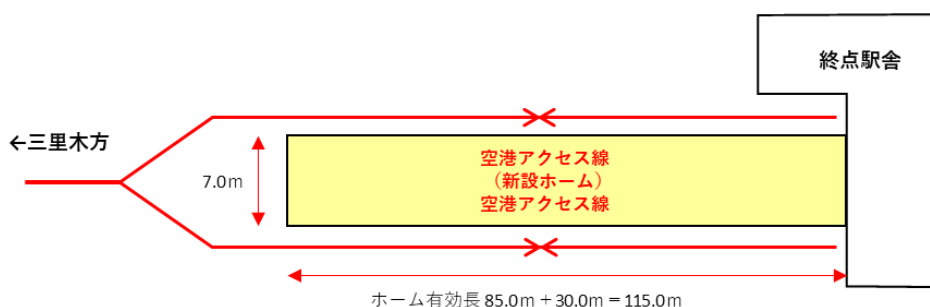 終点駅舎
←三里木方
7.0m
空港アクセス線
（新設ホーム）
空港アクセス線
ホーム有効長 85.0m＋30.0m＝115.0m